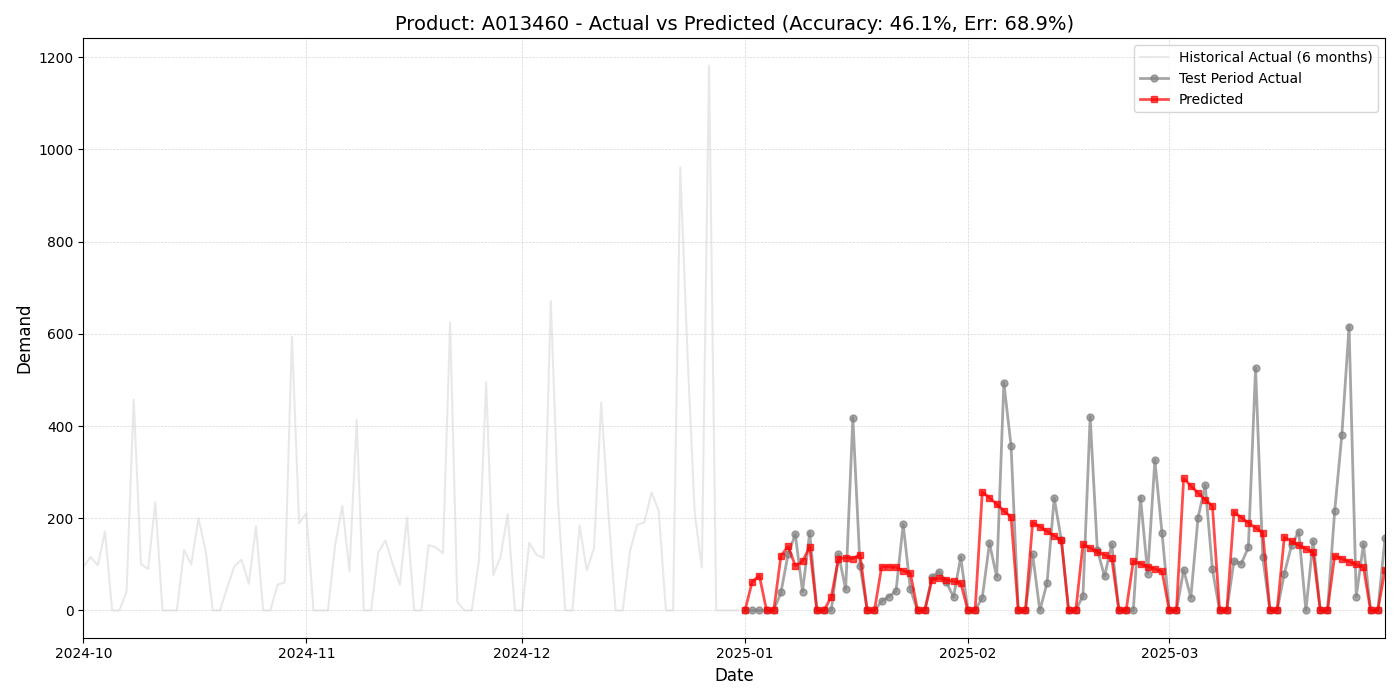 Product: A013460 - Actual vs Predicted (Accuracy: 46.1%, Err: 68.9%)
Historical Actual (6 months)
Test Period Actual
Predicted
Demand
1200
1000
800
600
400
200
0
2024-10
2024-11
2024-12
2025-01
2025-02
2025-03
Date